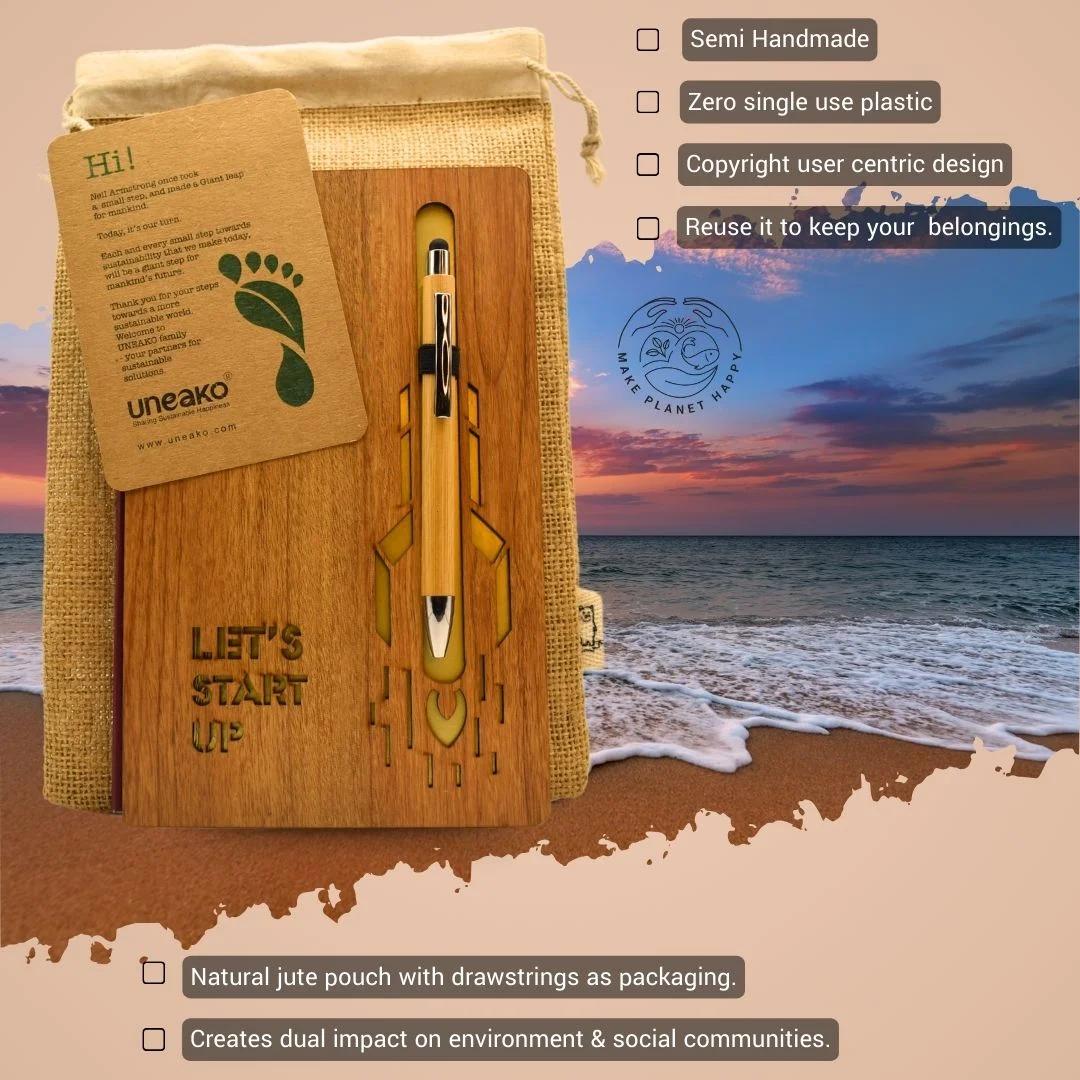 Semi Handmade
Zero single use plastic
Copyright user centric design
Reuse it to keep your  belongings.
Hi!
Neil Armstrong once took
a small step, and made a Giant leap
for mankind.
Today, it's our turn.
Each and every small step towards
sustainability that we make today,
will be a giant step for
mankind's future.
Thank you for your steps
towards a more
sustainable world.
Welcome to
UNEAKO family
-- your partners for
sustainable
solutions.
uneaKO®
Sharing Sustainable Happiness
www.uneako.com
MAKE PLANET HAPPY
LET'S
START
UP
Natural jute pouch with drawstrings as packaging.
Creates dual impact on environment & social communities.